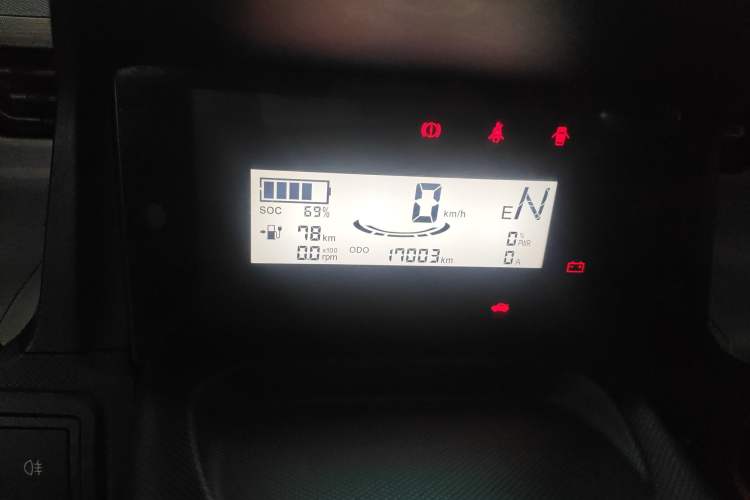 0 km/h
E N
SOC 69%
78 km
0 % PWR
0.0 x100 rpm
ODO 17003 km
0 A